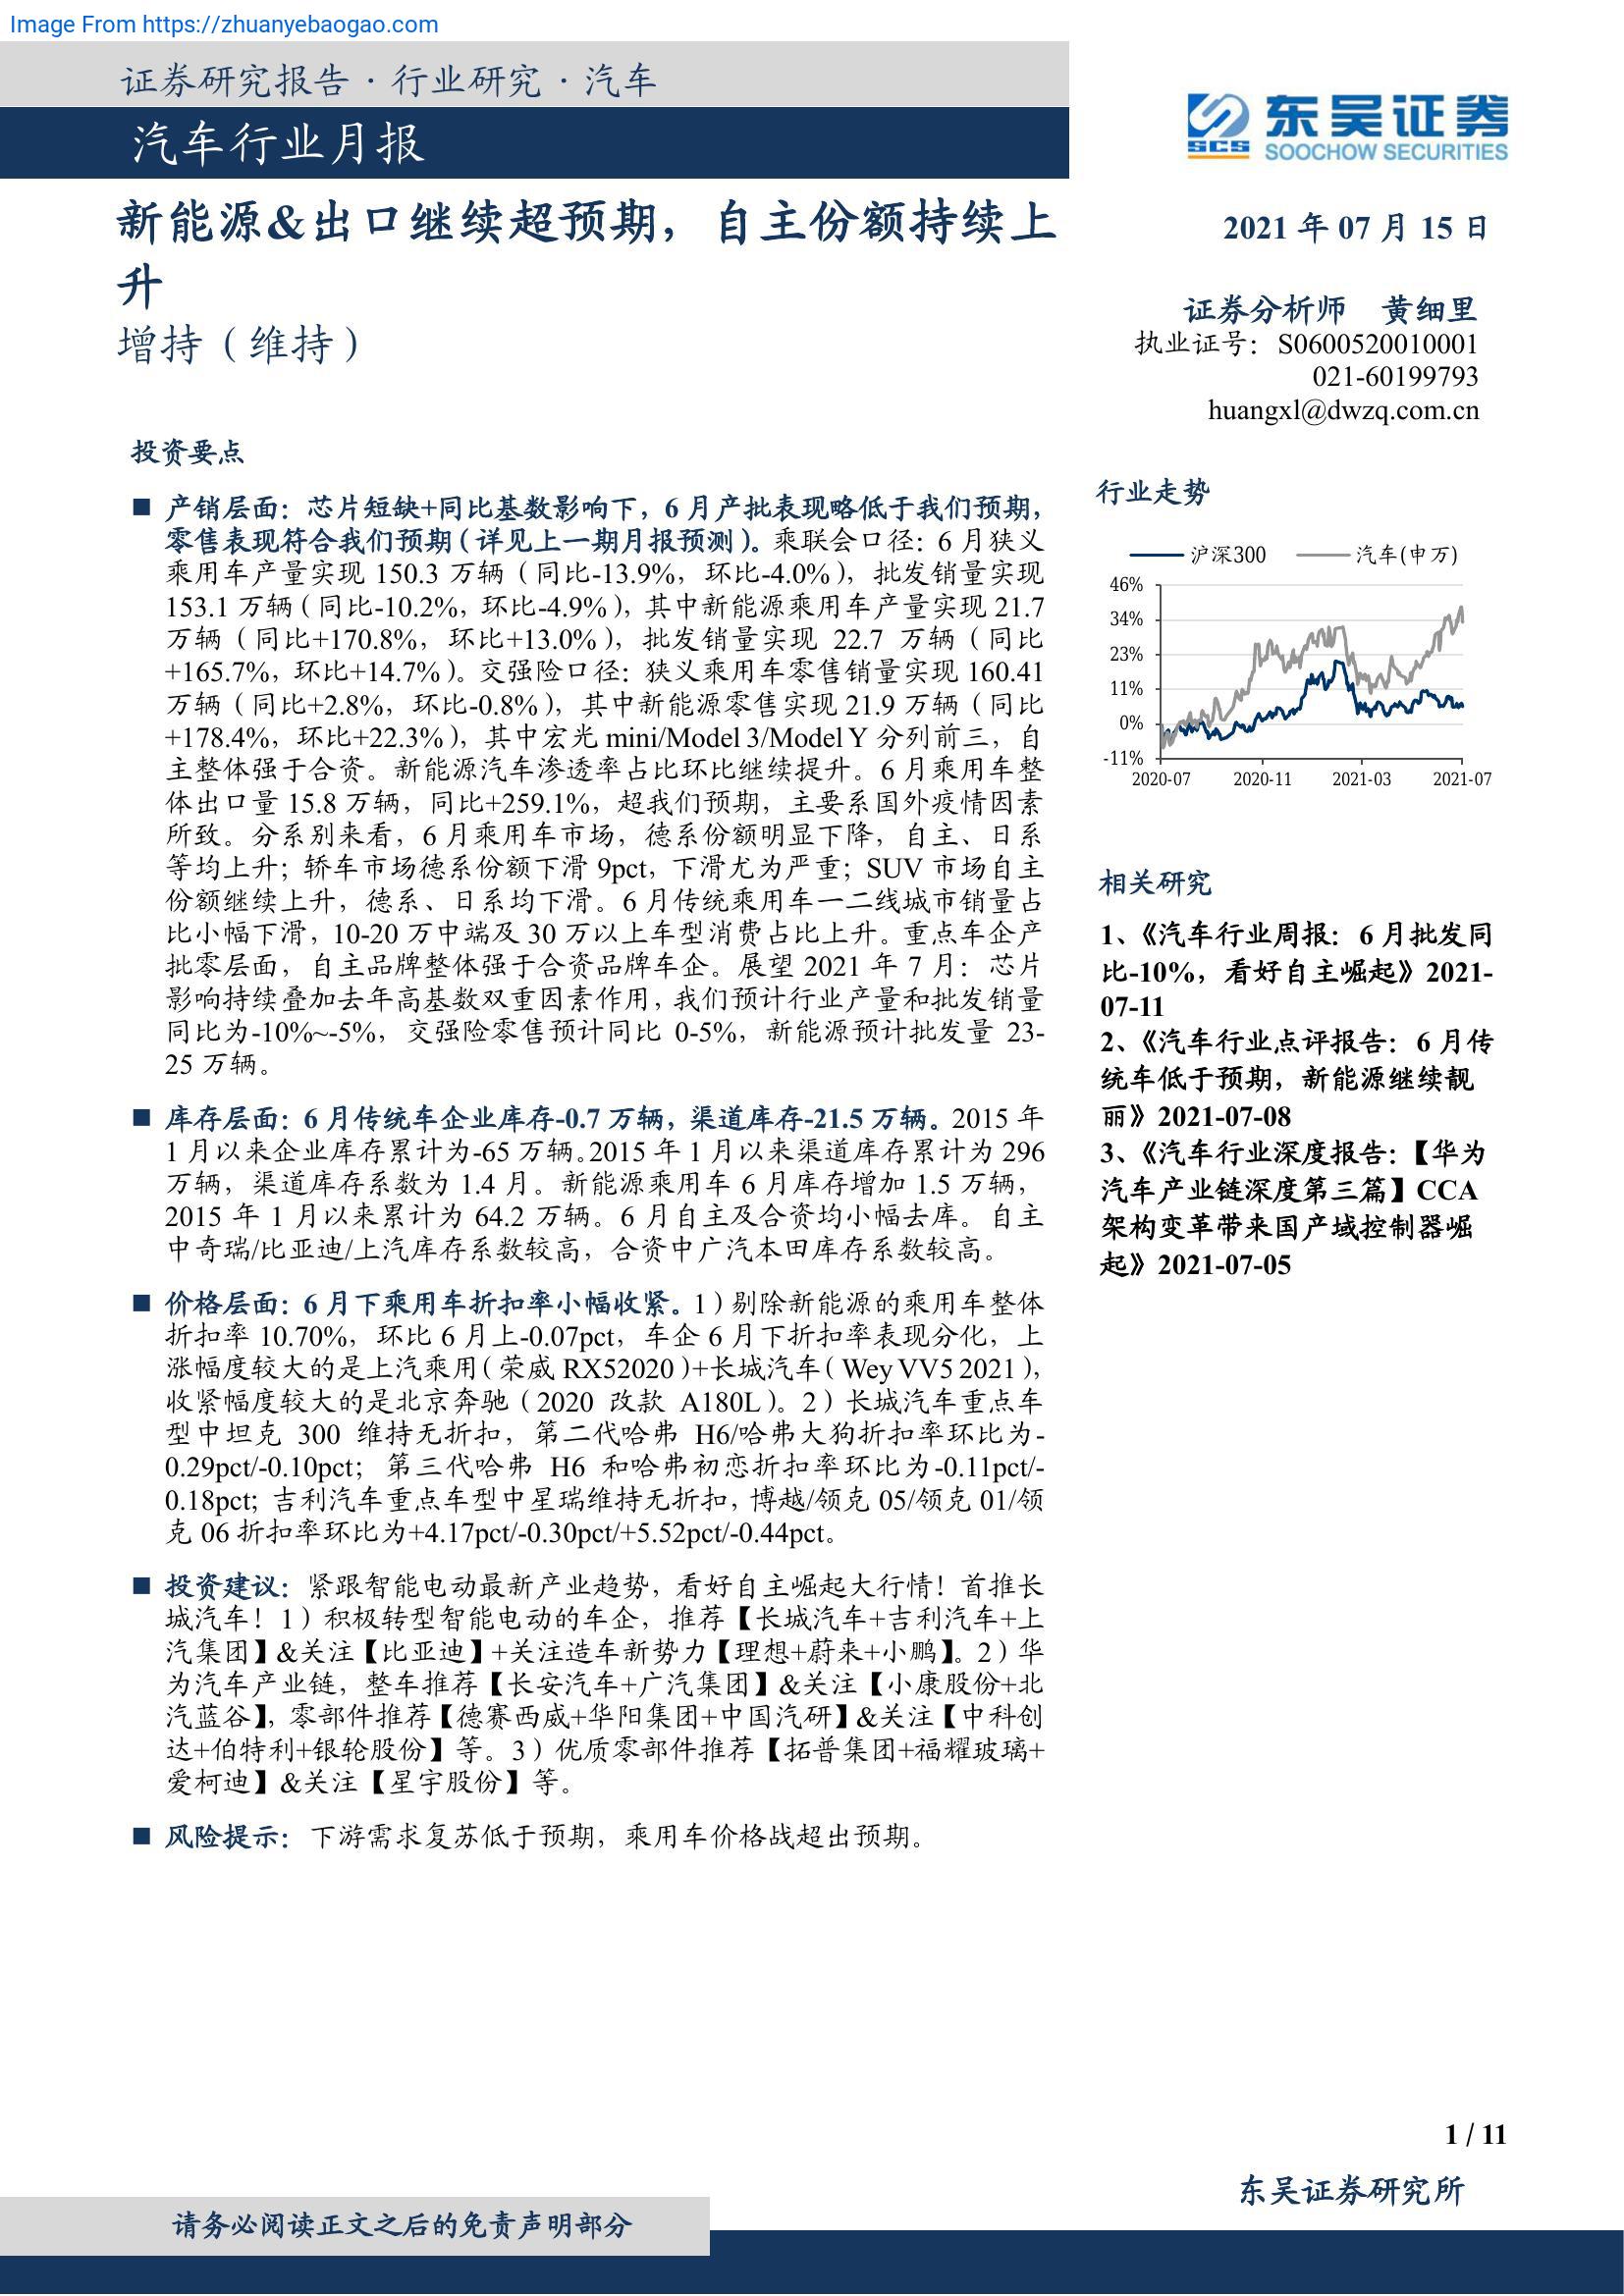 Image From https://zhuanyebaogao.com
证券研究报告·行业研究·汽车
汽车行业月报
东吴证券
SCS
SOOCHOW SECURITIES
新能源&出口继续超预期，自主份额持续上
升
增持（维持）
2021 年 07 月 15 日
证券分析师 黄细里
执业证号：S0600520010001
021-60199793
huangxl@dwzq.com.cn
投资要点
■ 产销层面：芯片短缺+同比基数影响下，6 月产批表现略低于我们预期，
零售表现符合我们预期（详见上一期月报预测）。乘联会口径：6 月狭义
乘用车产量实现 150.3 万辆（同比-13.9%，环比-4.0%），批发销量实现
153.1 万辆（同比-10.2%，环比-4.9%），其中新能源乘用车产量实现 21.7
万辆（同比+170.8%，环比+13.0%），批发销量实现 22.7 万辆（同比
+165.7%，环比+14.7%）。交强险口径：狭义乘用车零售销量实现 160.41
万辆（同比+2.8%，环比-0.8%），其中新能源零售实现 21.9 万辆（同比
+178.4%，环比+22.3%），其中宏光 mini/Model 3/Model Y 分列前三，自
主整体强于合资。新能源汽车渗透率占比环比继续提升。6 月乘用车整
体出口量 15.8 万辆，同比+259.1%，超我们预期，主要系国外疫情因素
所致。分系别来看，6 月乘用车市场，德系份额明显下降，自主、日系
等均上升；轿车市场德系份额下滑 9pct，下滑尤为严重；SUV 市场自主
份额继续上升，德系、日系均下滑。6 月传统乘用车一二线城市销量占
比小幅下滑，10-20 万中端及 30 万以上车型消费占比上升。重点车企产
批零层面，自主品牌整体强于合资品牌车企。展望 2021 年 7 月：芯片
影响持续叠加去年高基数双重因素作用，我们预计行业产量和批发销量
同比为-10%~-5%，交强险零售预计同比 0-5%，新能源预计批发量 23-
25 万辆。
■ 库存层面：6 月传统车企业库存-0.7 万辆，渠道库存-21.5 万辆。2015 年
1 月以来企业库存累计为-65 万辆。2015 年 1 月以来渠道库存累计为 296
万辆，渠道库存系数为 1.4 月。新能源乘用车 6 月库存增加 1.5 万辆，
2015 年 1 月以来累计为 64.2 万辆。6 月自主及合资均小幅去库。自主
中奇瑞/比亚迪/上汽库存系数较高，合资中广汽本田库存系数较高。
■ 价格层面：6 月下乘用车折扣率小幅收紧。1）剔除新能源的乘用车整体
折扣率 10.70%，环比 6 月上-0.07pct，车企 6 月下折扣率表现分化，上
涨幅度较大的是上汽乘用（荣威 RX52020）+长城汽车（Wey VV5 2021），
收紧幅度较大的是北京奔驰（2020 改款 A180L）。2）长城汽车重点车
型中坦克 300 维持无折扣，第二代哈弗 H6/哈弗大狗折扣率环比为-
0.29pct/-0.10pct；第三代哈弗 H6 和哈弗初恋折扣率环比为-0.11pct/-
0.18pct；吉利汽车重点车型中星瑞维持无折扣，博越/领克 05/领克 01/领
克 06 折扣率环比为+4.17pct/-0.30pct/+5.52pct/-0.44pct。
■ 投资建议：紧跟智能电动最新产业趋势，看好自主崛起大行情！首推长
城汽车！1）积极转型智能电动的车企，推荐【长城汽车+吉利汽车+上
汽集团】&关注【比亚迪】+关注造车新势力【理想+蔚来+小鹏】。2）华
为汽车产业链，整车推荐【长安汽车+广汽集团】&关注【小康股份+北
汽蓝谷】，零部件推荐【德赛西威+华阳集团+中国汽研】&关注【中科创
达+伯特利+银轮股份】等。3）优质零部件推荐【拓普集团+福耀玻璃+
爱柯迪】&关注【星宇股份】等。
■ 风险提示：下游需求复苏低于预期，乘用车价格战超出预期。
行业走势
沪深300 汽车(申万)
46%
34%
23%
11%
0%
-11%
2020-07 2020-11 2021-03 2021-07
相关研究
1、《汽车行业周报：6 月批发同
比-10%，看好自主崛起》2021-
07-11
2、《汽车行业点评报告：6 月传
统车低于预期，新能源继续靓
丽》2021-07-08
3、《汽车行业深度报告：【华为
汽车产业链深度第三篇】CCA
架构变革带来国产域控制器崛
起》2021-07-05
1 / 11
东吴证券研究所
请务必阅读正文之后的免责声明部分